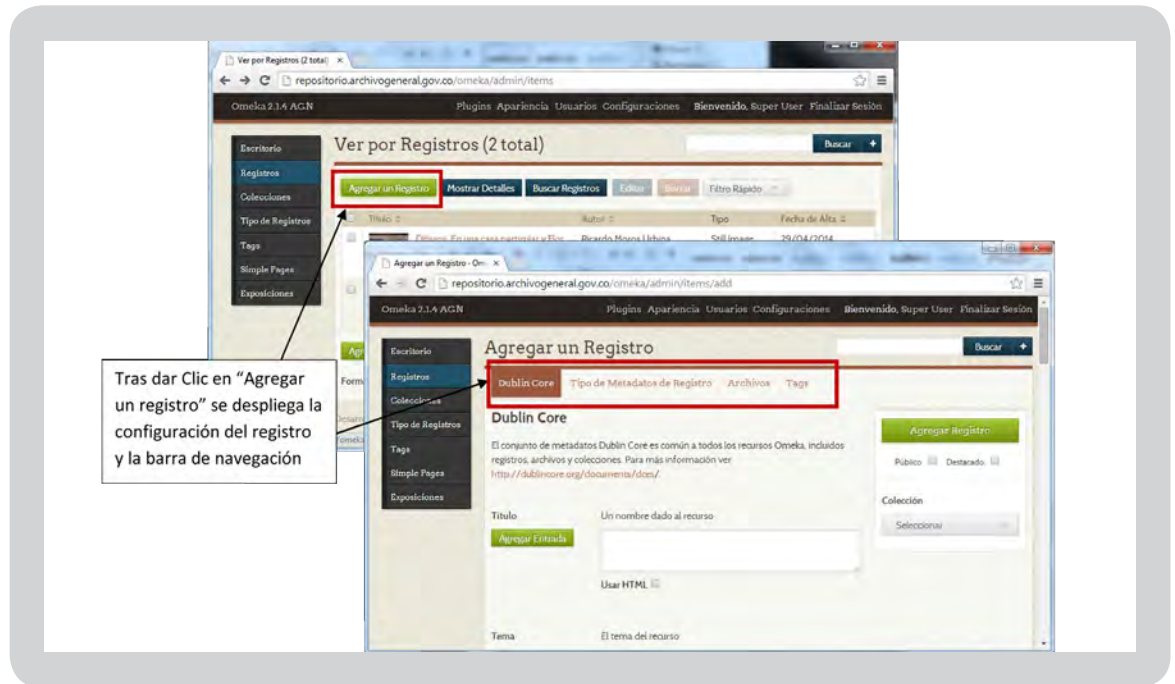 Ver por Registros (2 total)
repositorio.archivogeneral.gov.co/omeka/admin/items
Omeka 2.1.4 AGN
Plugins Apariencia Usuarios Configuraciones Bienvenido, Super User Finalizar Sesión
Escritorio
Registros
Colecciones
Tipo de Registros
Tags
Simple Pages
Exposiciones
Ver por Registros (2 total)
Buscar +
Agregar un Registro Mostrar Detalles Buscar Registros Editar Borrar Filtro Rápido
Título Autor Tipo Fecha de Alta
Dibujos. En una casa particular y Ricardo Moros Urbina Still Image 29/04/2014
Tras dar Clic en “Agregar
un registro” se despliega la
configuración del registro
y la barra de navegación
Agregar un Registro - Om
repositorio.archivogeneral.gov.co/omeka/admin/items/add
Omeka 2.1.4 AGN
Plugins Apariencia Usuarios Configuraciones Bienvenido, Super User Finalizar Sesión
Escritorio
Registros
Colecciones
Tipo de Registros
Tags
Simple Pages
Exposiciones
Agregar un Registro
Buscar +
Dublin Core Tipo de Metadatos de Registro Archivos Tags
Dublin Core
El conjunto de metadatos Dublin Core es común a todos los recursos Omeka, incluidos
registros, archivos y colecciones. Para más información ver
http://dublincore.org/documents/dces/.
Título
Un nombre dado al recurso
Agregar Entrada
Usar HTML
Tema
El tema del recurso
Agregar Registro
Público Destacado
Colección
Seleccionar